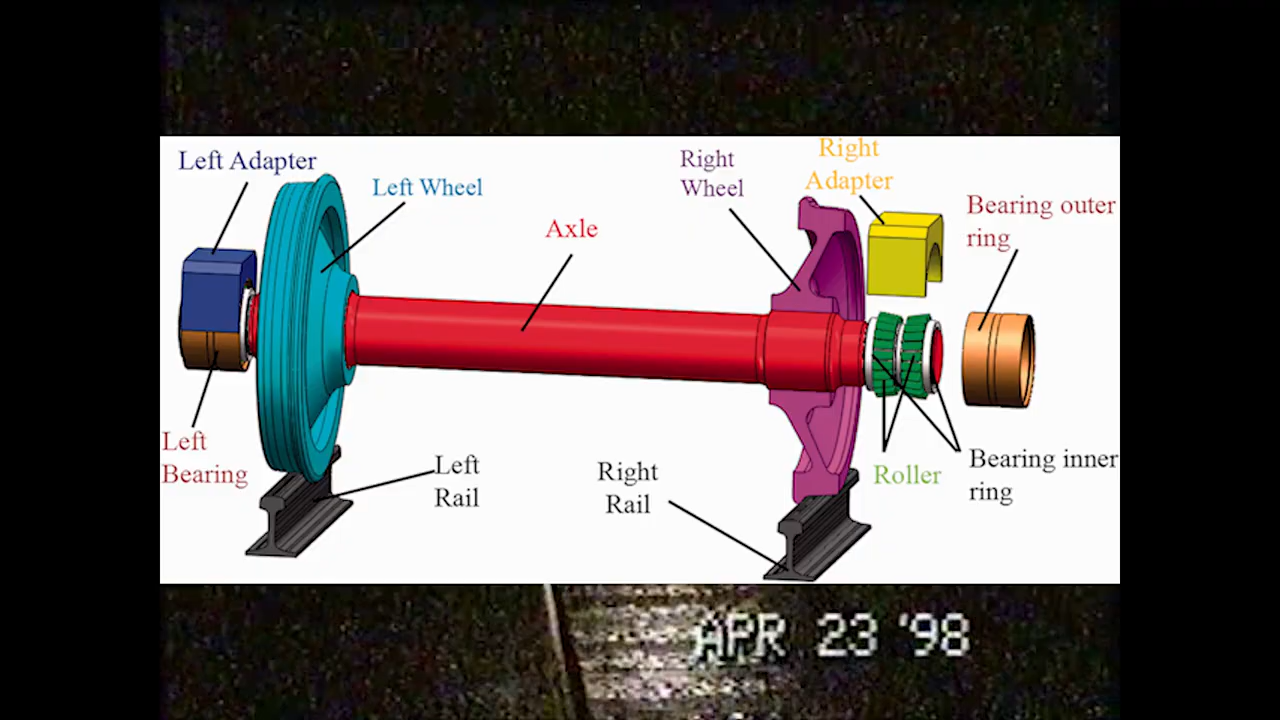 Left Adapter
Left Wheel
Axle
Right
Wheel
Right
Adapter
Bearing outer
ring
Left
Bearing
Left
Rail
Right
Rail
Roller
Bearing inner
ring
APR 23 '98